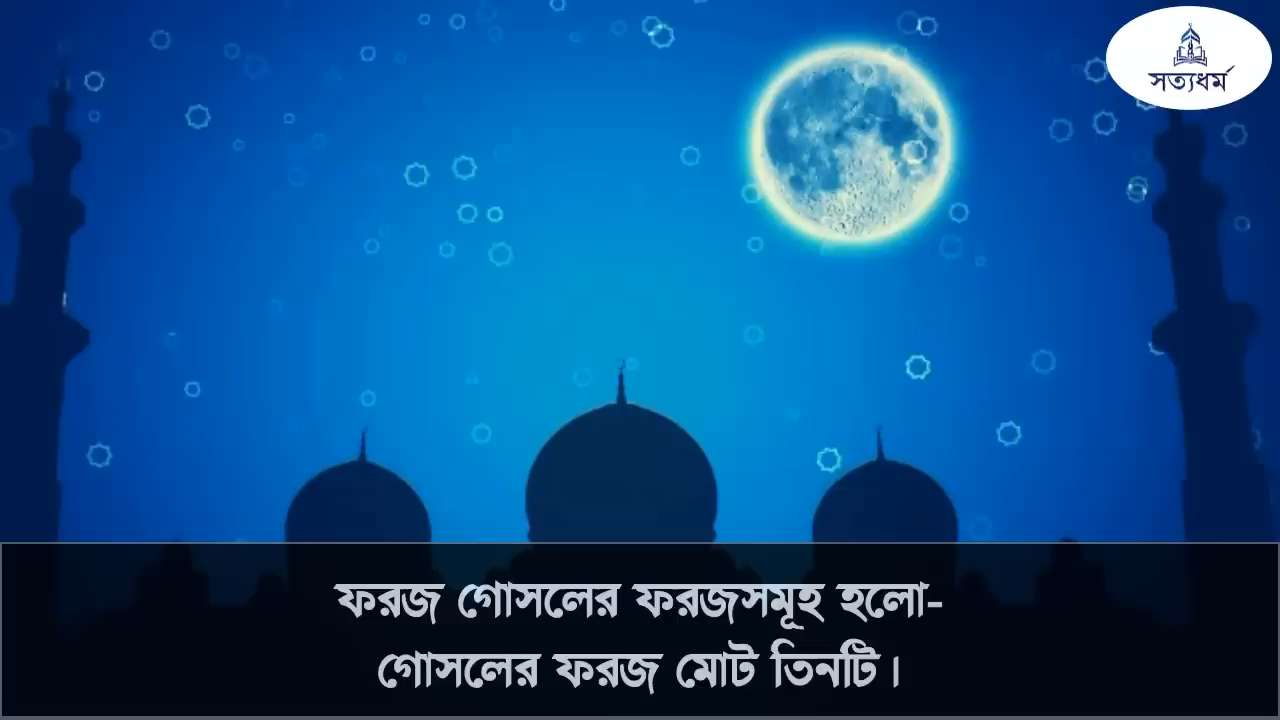 সত্যধর্ম
ফরজ গোসলের ফরজসমূহ হলো-
গোসলের ফরজ মোট তিনটি।